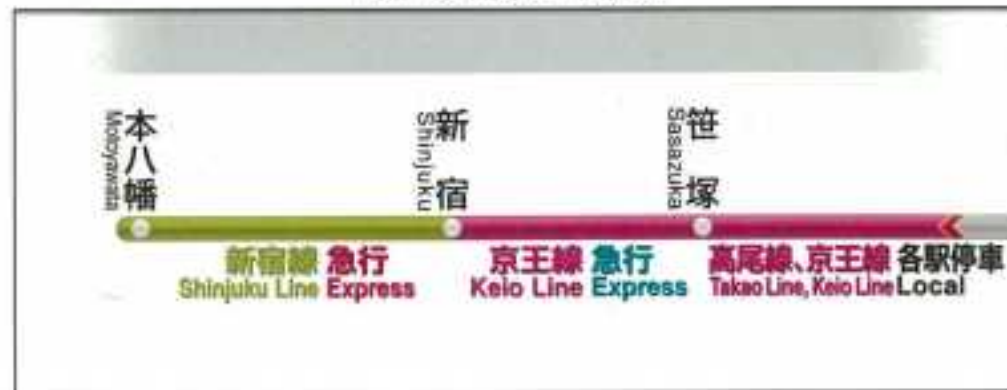 本八幡
Motoyawata
新宿
Shinjuku
笹塚
Sasazuka
新宿線 急行
Shinjuku Line Express
京王線 急行
Keio Line Express
高尾線、京王線 各駅停車
Takao Line, Keio Line Local